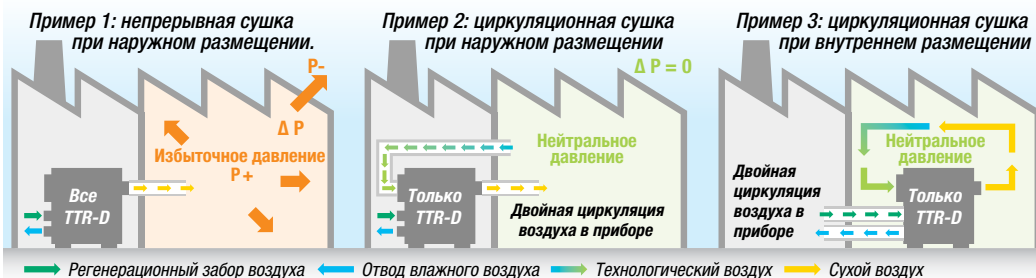 Пример 1: непрерывная сушка
при наружном размещении.
P-
Δ P
Избыточное давление
P+
Все
TTR-D
Пример 2: циркуляционная сушка
при наружном размещении
Δ P = 0
Нейтральное
давление
Только
TTR-D
Двойная циркуляция
воздуха в приборе
Пример 3: циркуляционная сушка
при внутреннем размещении
Нейтральное
давление
Двойная
циркуляция
воздуха в
приборе
Только
TTR-D
Регенерационный забор воздуха
Отвод влажного воздуха
Технологический воздух
Сухой воздух